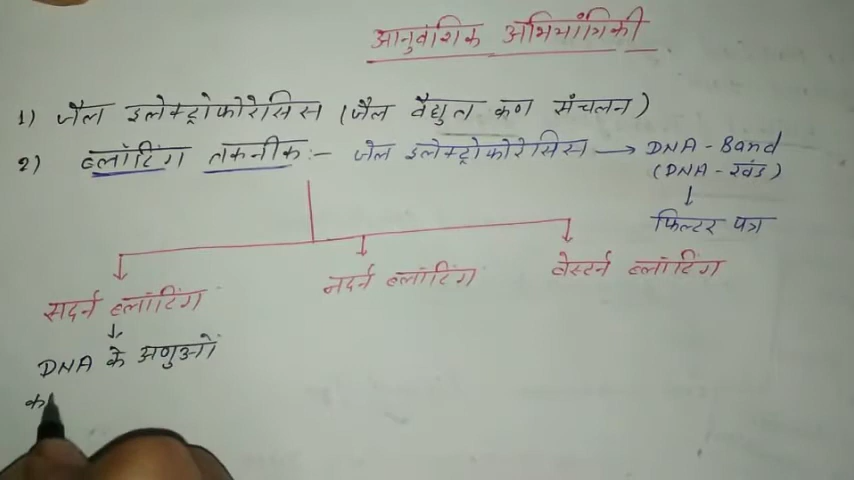 आनुवंशिक अभियांत्रिकी
1) जैल इलेक्ट्रोफोरेसिस (जैल वैद्युत कण संचलन)
2) ब्लॉटिंग तकनीक:- जेल इलेक्ट्रोफोरेसिस → DNA - Band
(DNA - खंड)
↓
फिल्टर पत्र
सदर्न ब्लॉटिंग नदर्न ब्लॉटिंग वेस्टर्न ब्लॉटिंग
↓
DNA के अणुओं
क